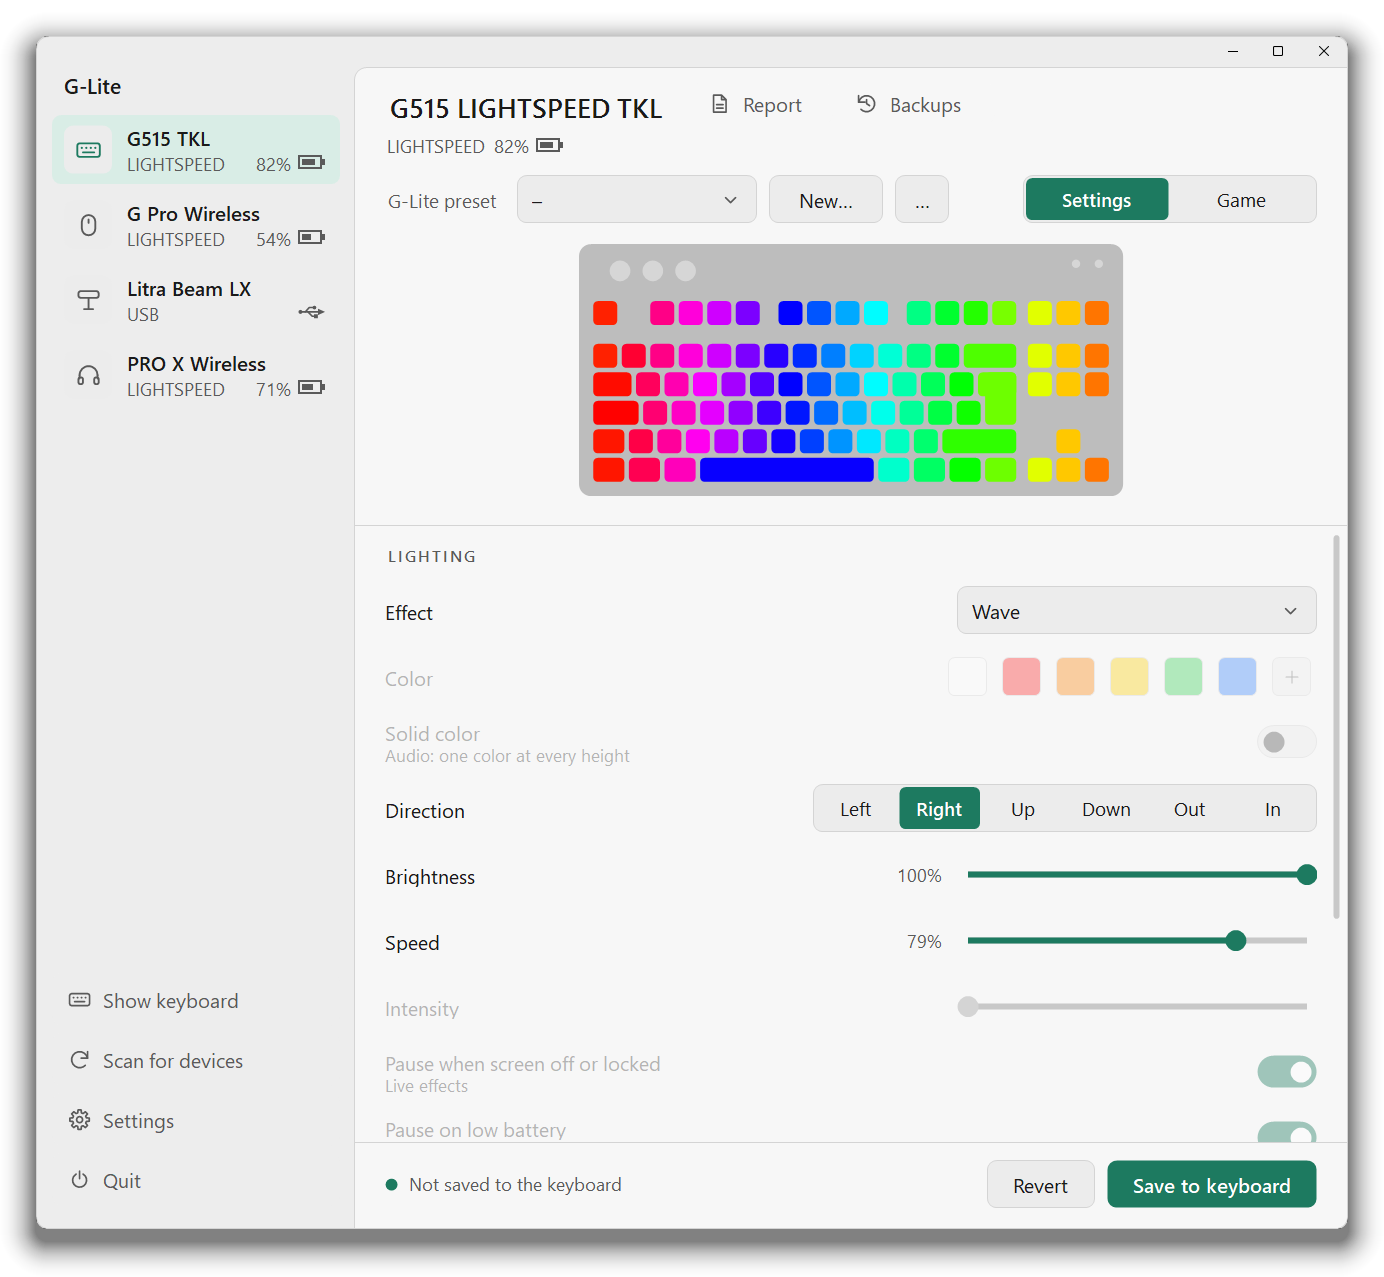 G-Lite
G515 TKL
LIGHTSPEED 82%
G Pro Wireless
LIGHTSPEED 54%
Litra Beam LX
USB
PRO X Wireless
LIGHTSPEED 71%
Show keyboard
Scan for devices
Settings
Quit
G515 LIGHTSPEED TKL Report Backups
LIGHTSPEED 82%
G-Lite preset – New... ... Settings Game
LIGHTING
Effect Wave
Color +
Solid color
Audio: one color at every height
Direction Left Right Up Down Out In
Brightness 100%
Speed 79%
Intensity
Pause when screen off or locked
Live effects
Pause on low battery
Not saved to the keyboard Revert Save to keyboard